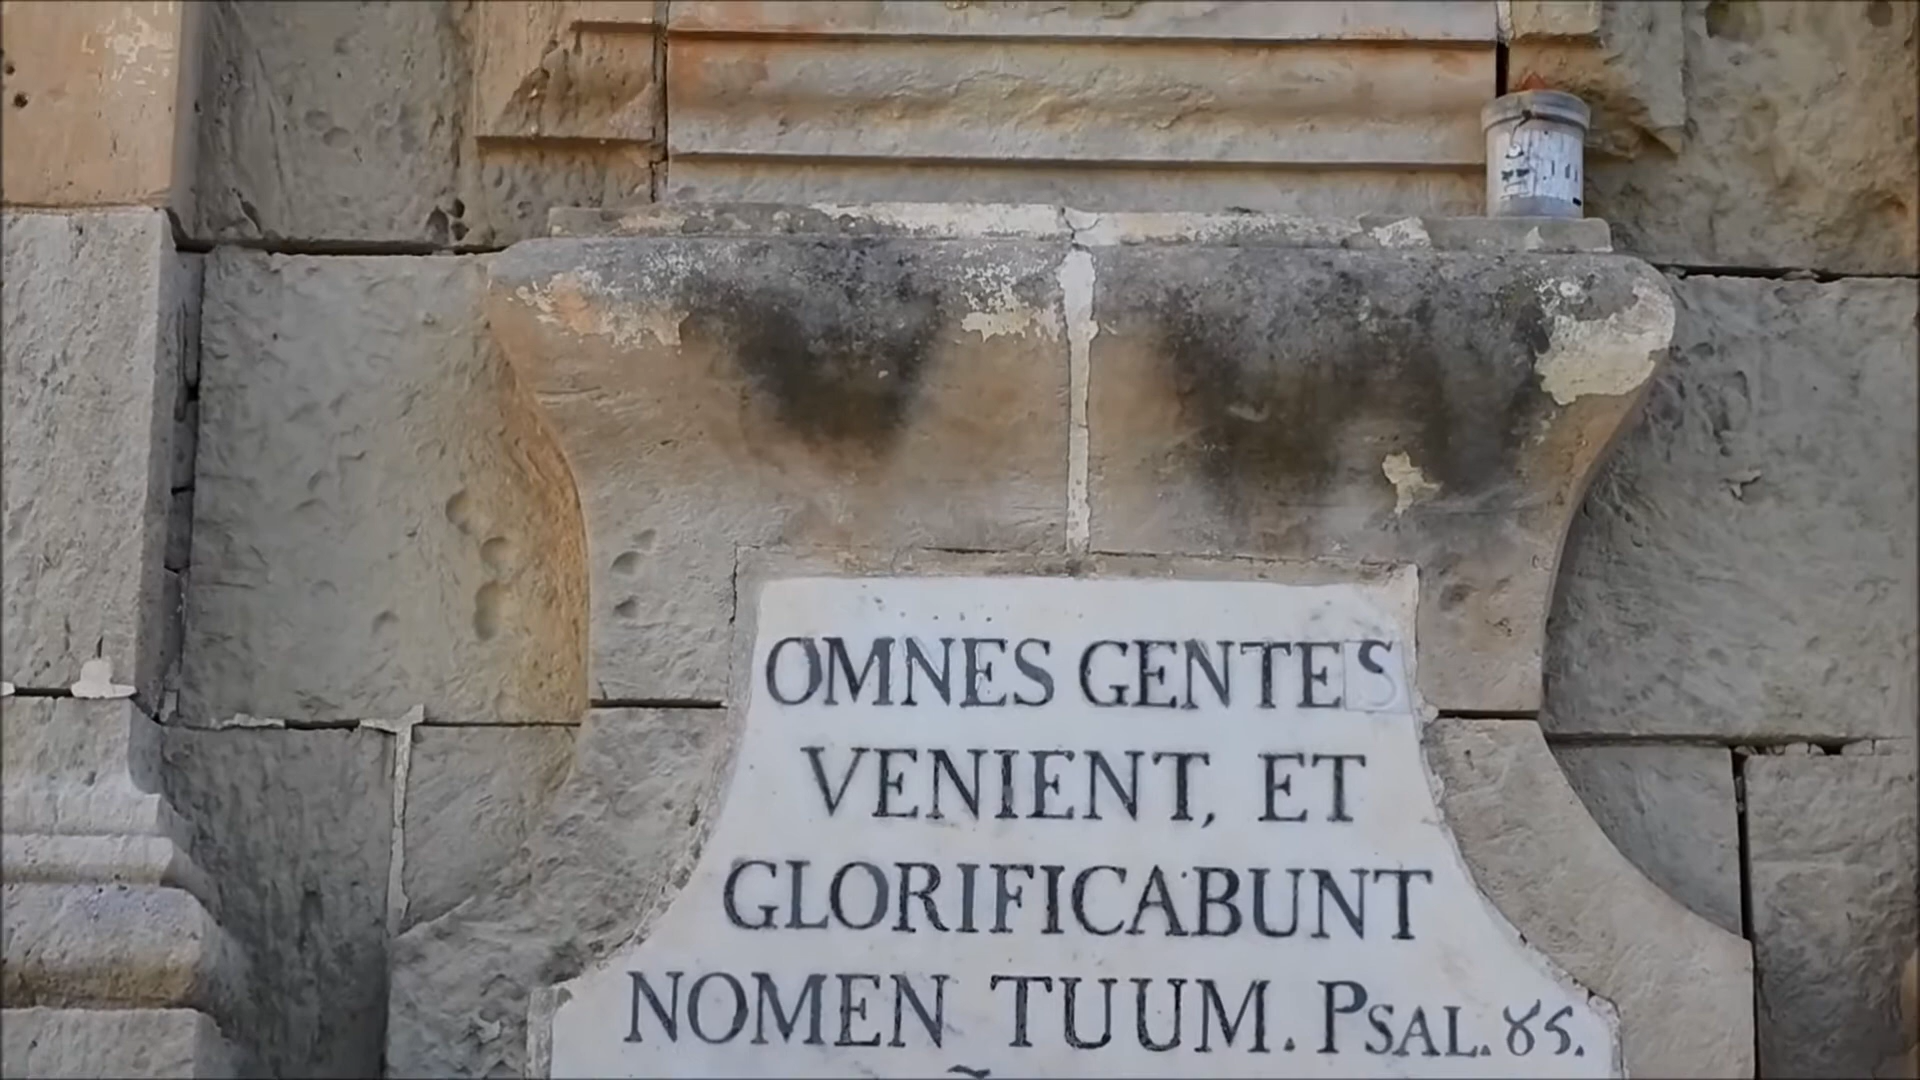 OMNES GENTES
VENIENT, ET
GLORIFICABUNT
NOMEN TUUM. PSAL. 85.